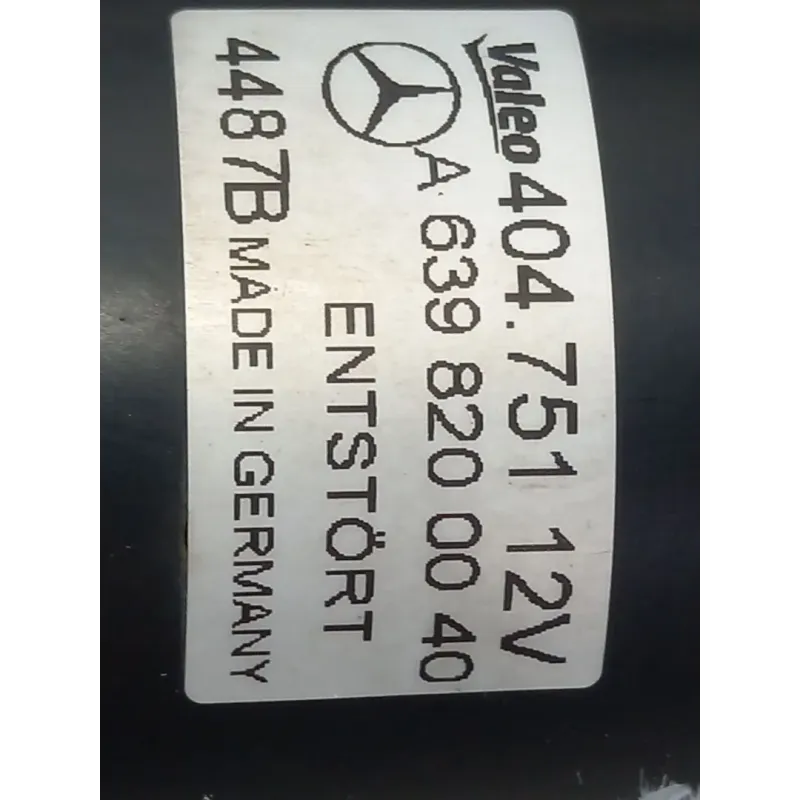 Valeo 404.751 12V
A 639 820 00 40
ENTSTÖRT
4487B MADE IN GERMANY